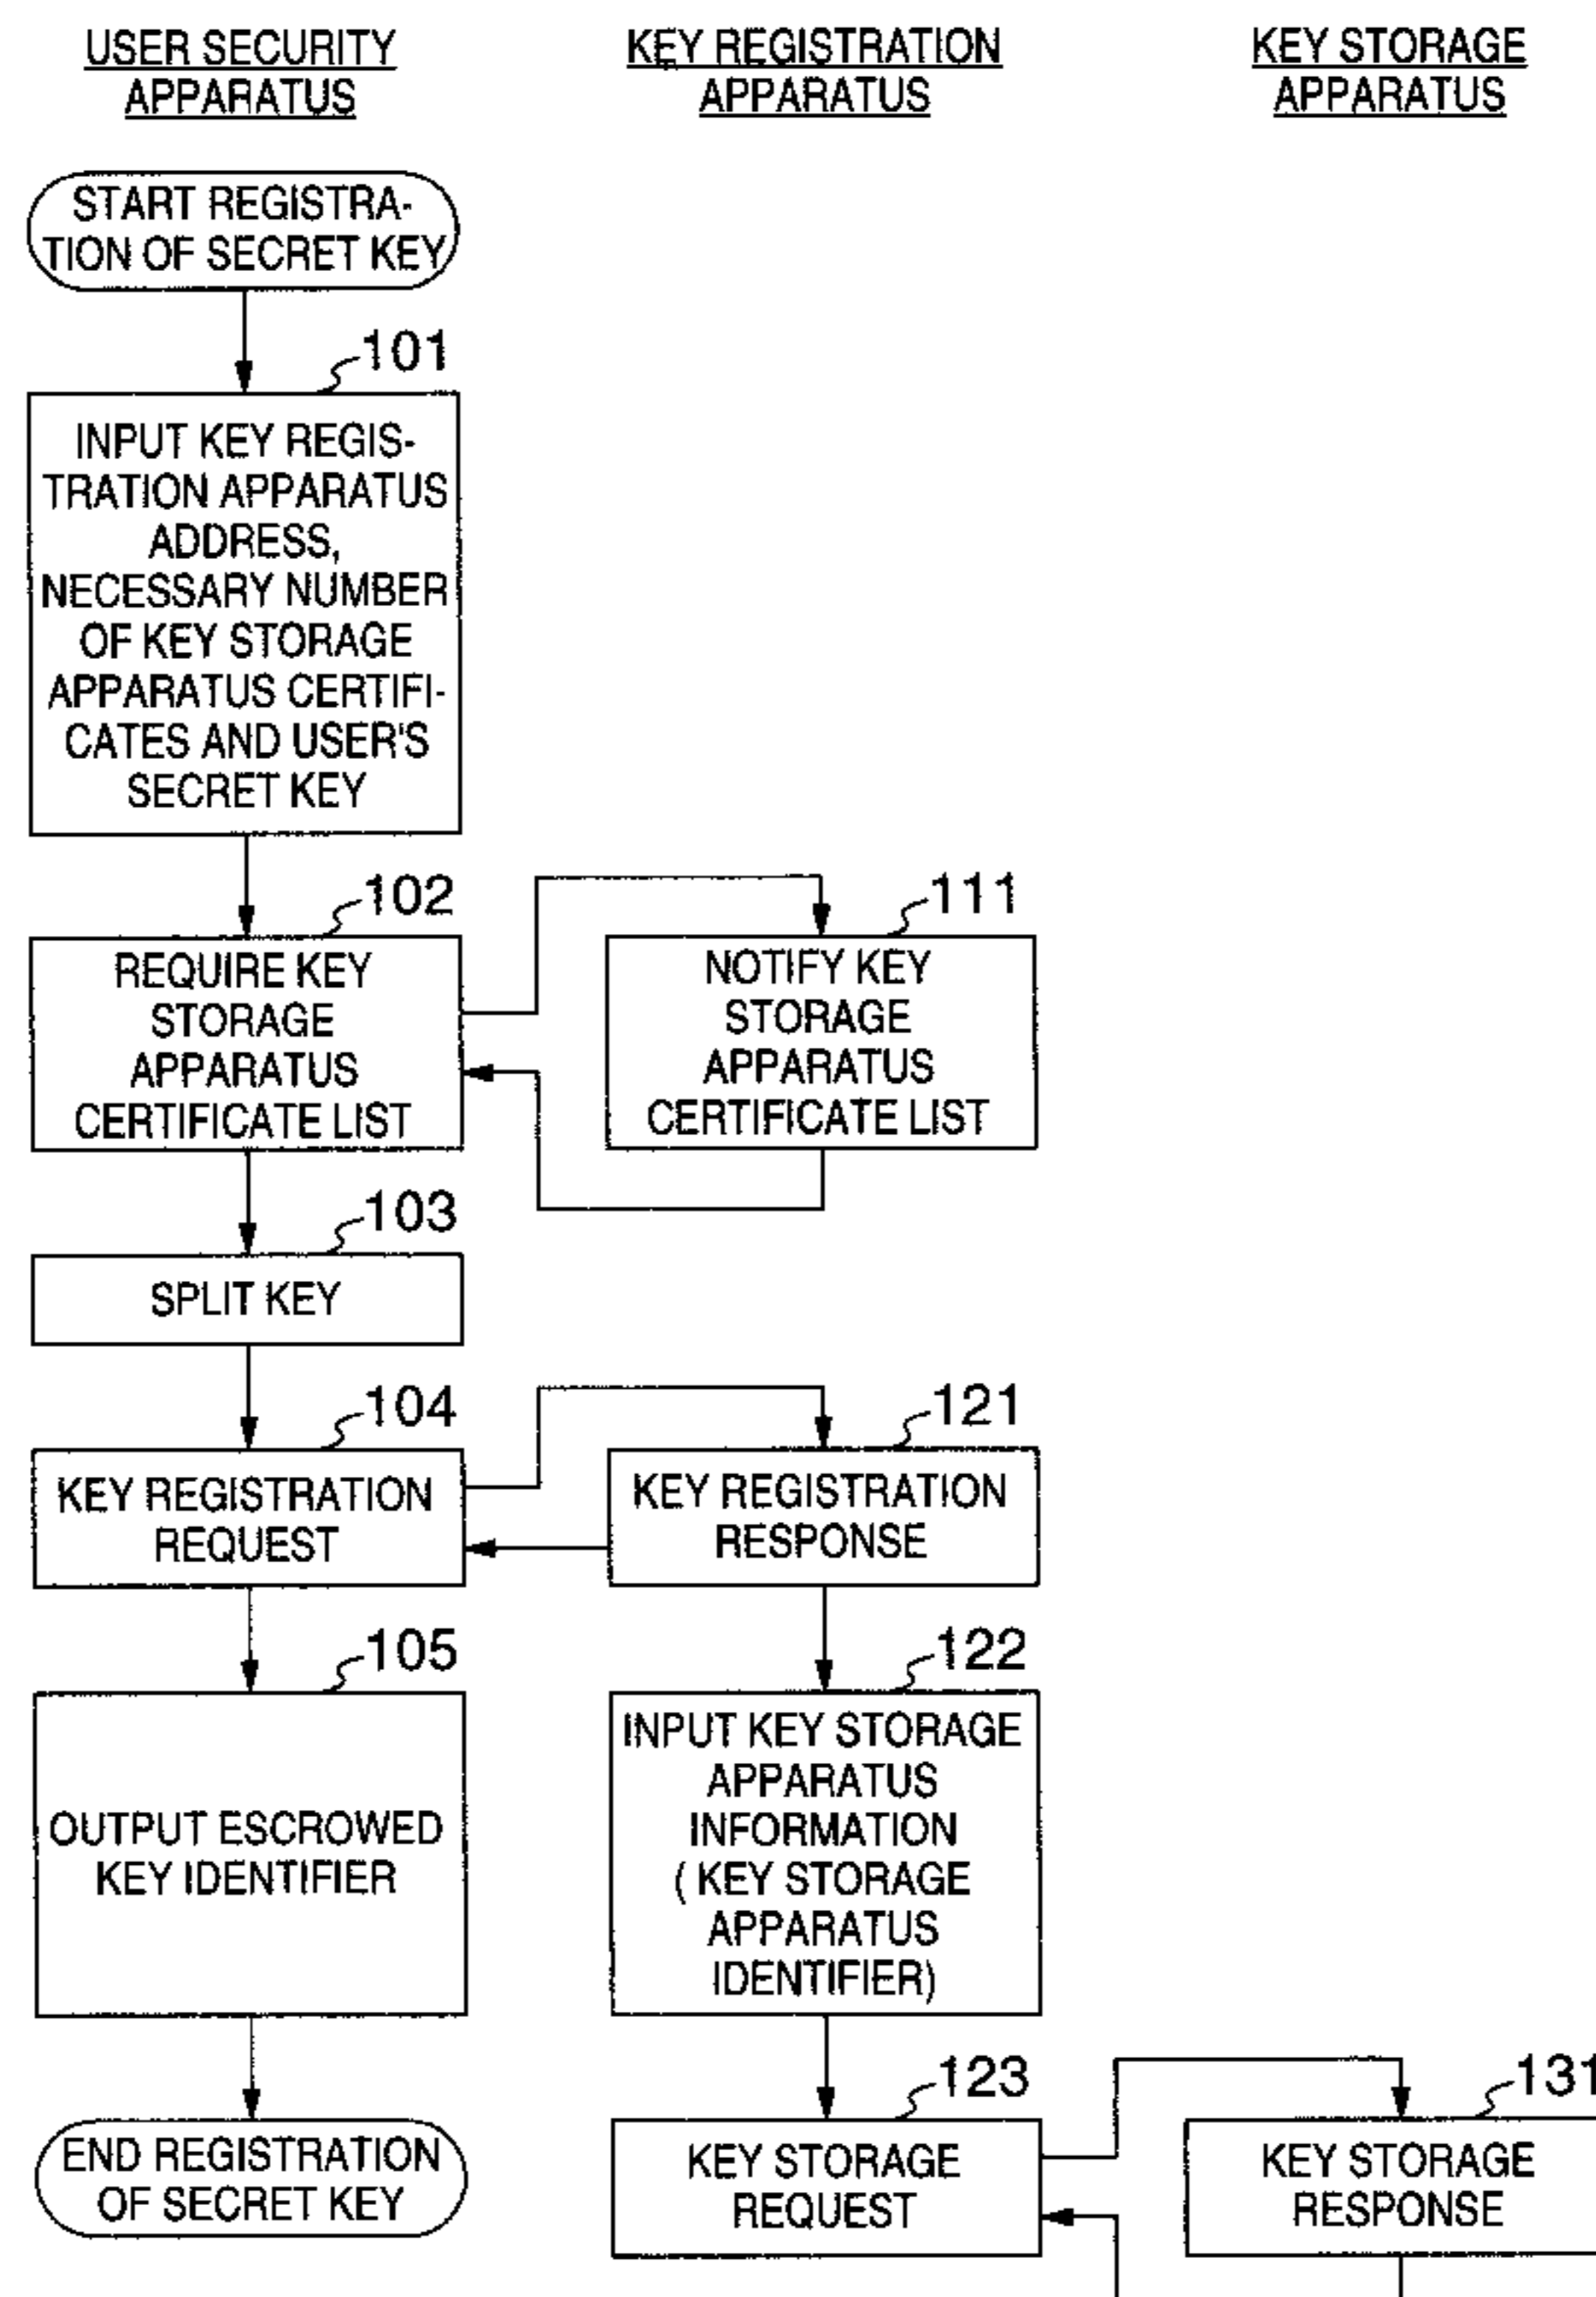 USER SECURITY
APPARATUS
KEY REGISTRATION
APPARATUS
KEY STORAGE
APPARATUS
START REGISTRA-
TION OF SECRET KEY
101
INPUT KEY REGIS-
TRATION APPARATUS
ADDRESS,
NECESSARY NUMBER
OF KEY STORAGE
APPARATUS CERTIFI-
CATES AND USER'S
SECRET KEY
102
REQUIRE KEY
STORAGE
APPARATUS
CERTIFICATE LIST
111
NOTIFY KEY
STORAGE
APPARATUS
CERTIFICATE LIST
103
SPLIT KEY
104
KEY REGISTRATION
REQUEST
121
KEY REGISTRATION
RESPONSE
105
OUTPUT ESCROWED
KEY IDENTIFIER
122
INPUT KEY STORAGE
APPARATUS
INFORMATION
( KEY STORAGE
APPARATUS
IDENTIFIER)
END REGISTRATION
OF SECRET KEY
123
KEY STORAGE
REQUEST
131
KEY STORAGE
RESPONSE